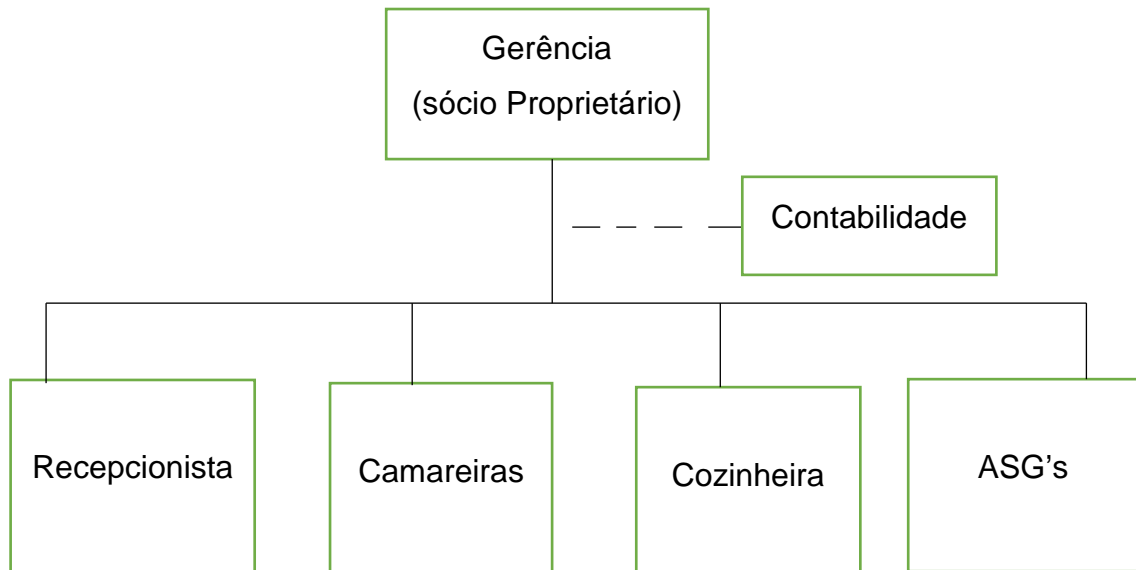 Gerência
(sócio Proprietário)
Contabilidade
Recepcionista
Camareiras
Cozinheira
ASG’s